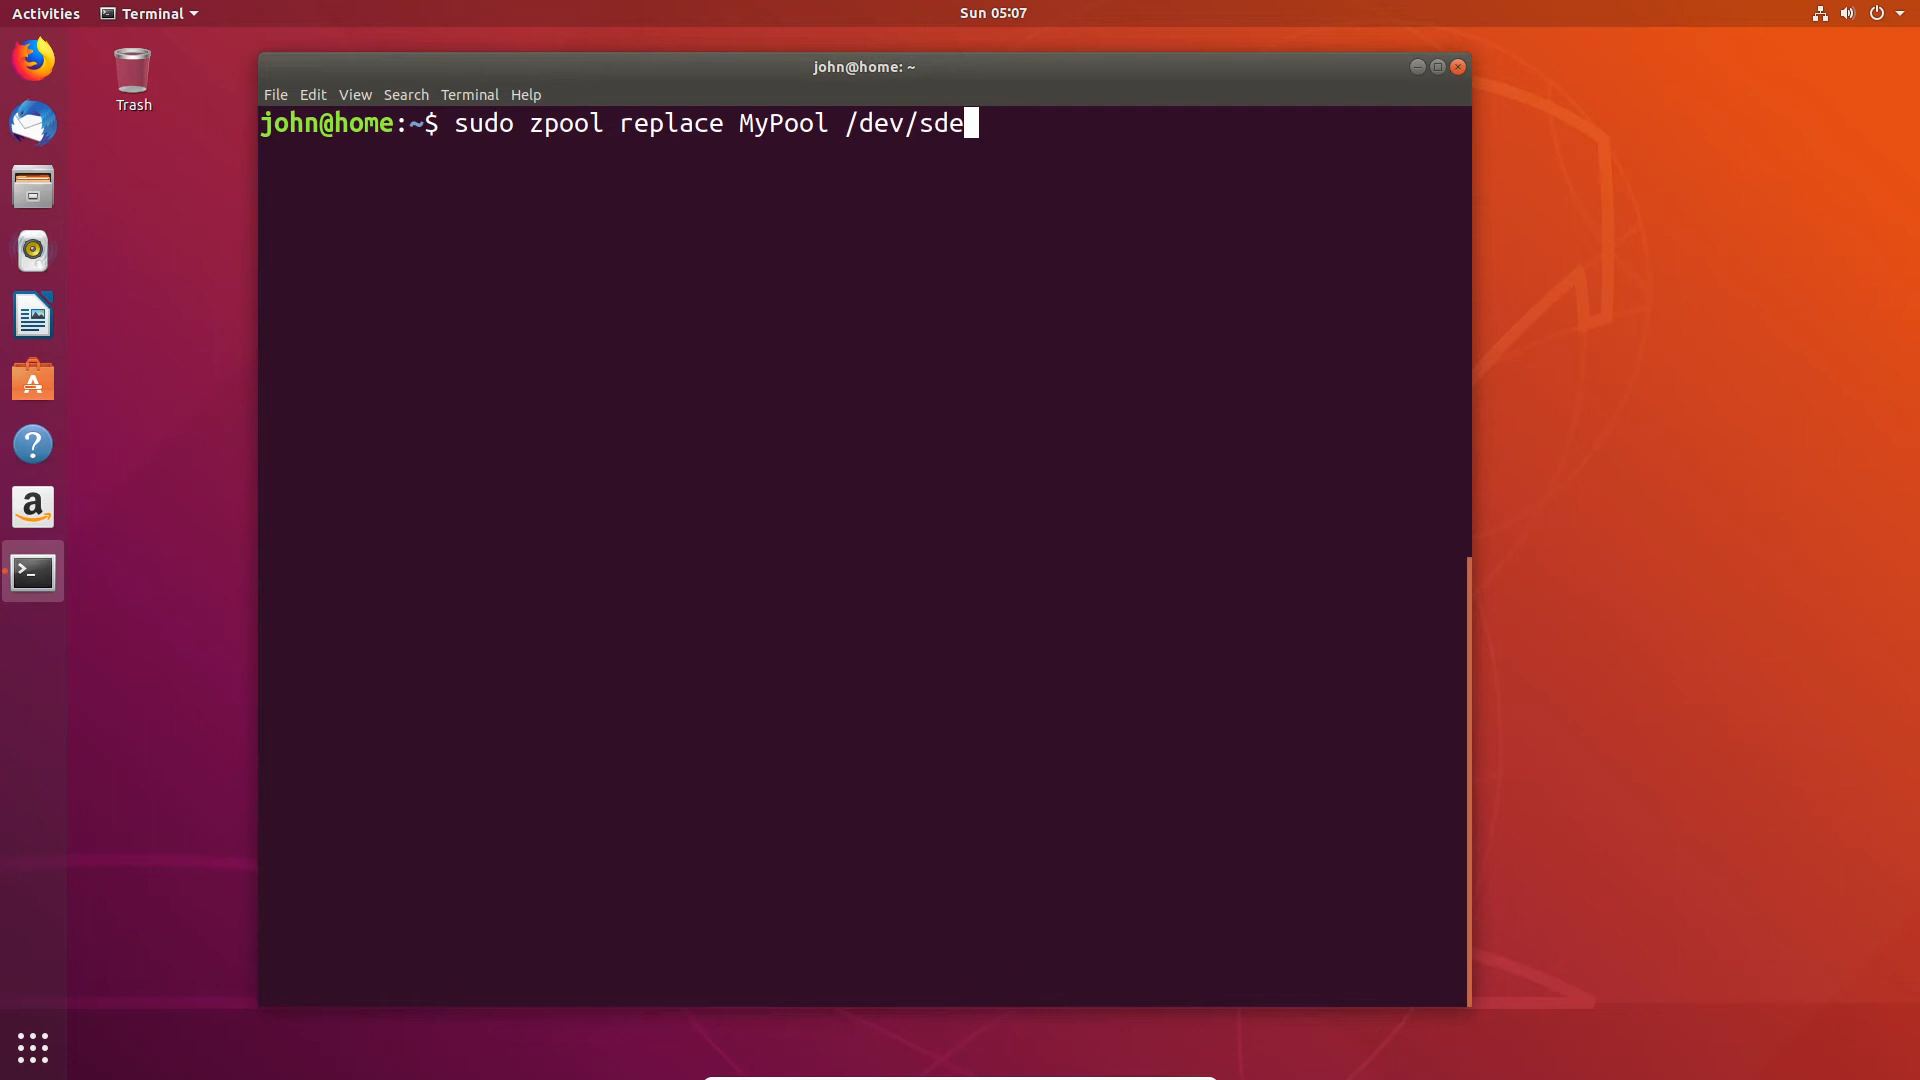 Activities Terminal Sun 05:07
Trash
john@home: ~
File Edit View Search Terminal Help
john@home:~$ sudo zpool replace MyPool /dev/sde